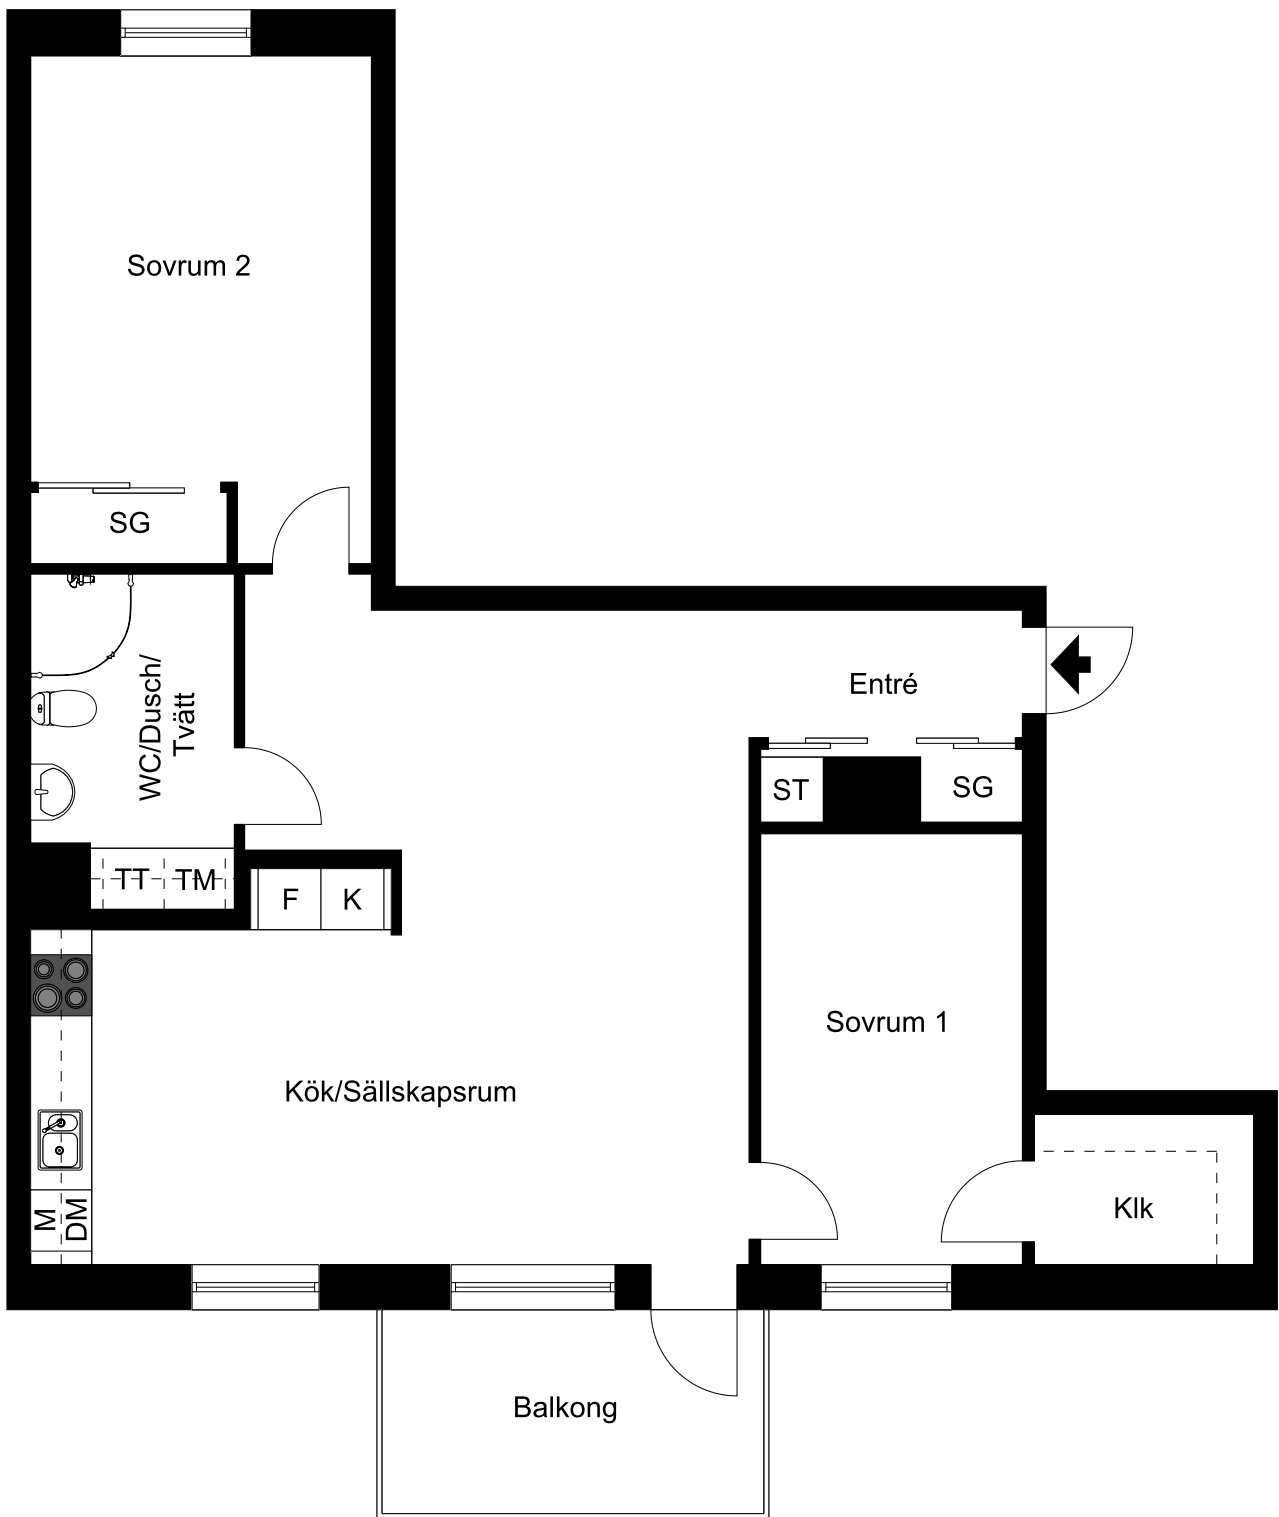 Sovrum 2
SG
WC/Dusch/
Tvätt
Entré
ST
SG
TT
TM
F
K
Sovrum 1
Kök/Sällskapsrum
M
DM
Klk
Balkong